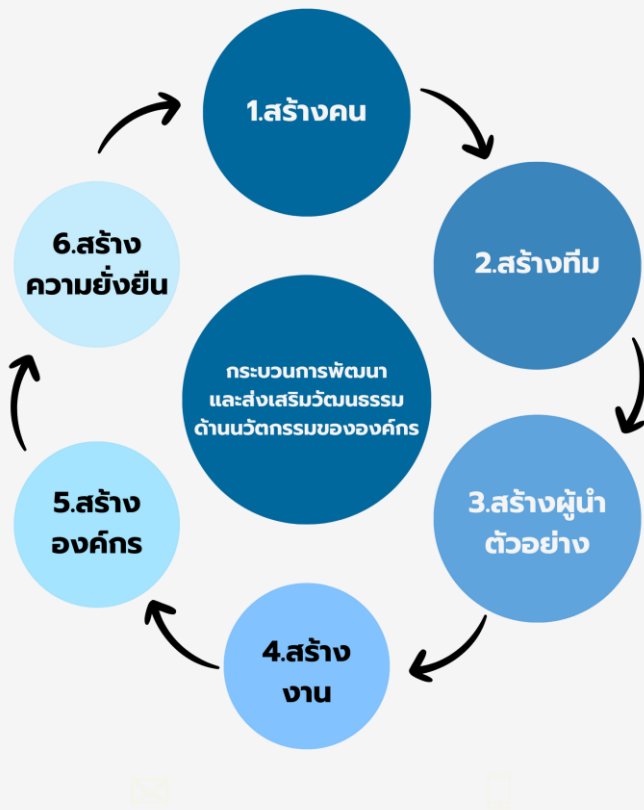 1.สร้างคน
2.สร้างทีม
3.สร้างผู้นำ
ตัวอย่าง
4.สร้าง
งาน
5.สร้าง
องค์กร
6.สร้าง
ความยั่งยืน
กระบวนการพัฒนา
และส่งเสริมวัฒนธรรม
ด้านนวัตกรรมขององค์กร